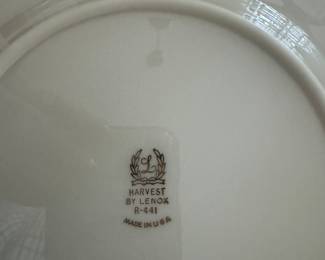 L
HARVEST
BY LENOX
R-441
MADE IN U S A